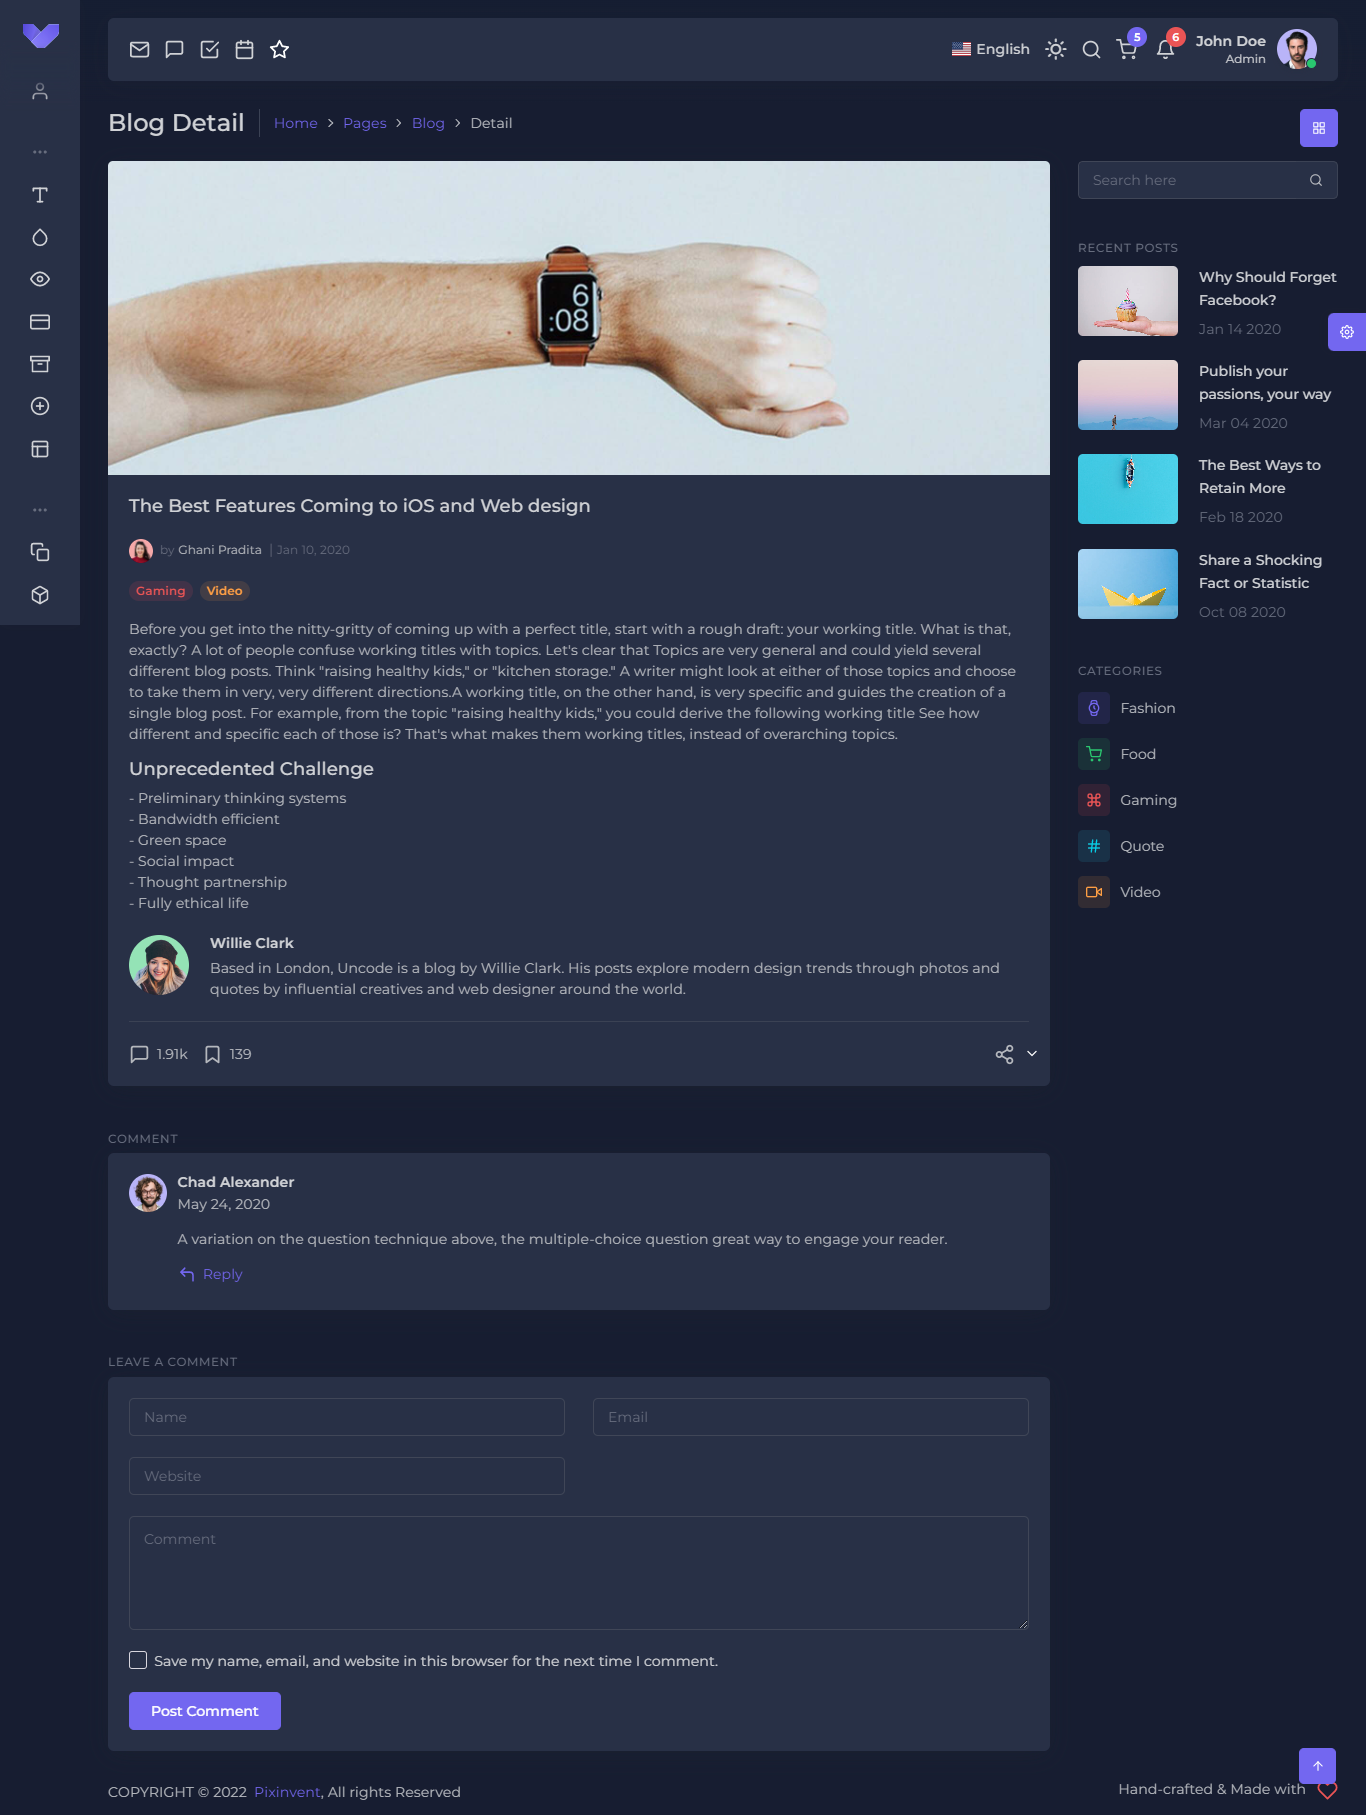 English
5
6
John Doe
Admin
Blog Detail
Home
Pages
Blog
Detail
6
:08
The Best Features Coming to iOS and Web design
by Ghani Pradita | Jan 10, 2020
Gaming
Video
Before you get into the nitty-gritty of coming up with a perfect title, start with a rough draft: your working title. What is that,
exactly? A lot of people confuse working titles with topics. Let's clear that Topics are very general and could yield several
different blog posts. Think "raising healthy kids," or "kitchen storage." A writer might look at either of those topics and choose
to take them in very, very different directions.A working title, on the other hand, is very specific and guides the creation of a
single blog post. For example, from the topic "raising healthy kids," you could derive the following working title See how
different and specific each of those is? That's what makes them working titles, instead of overarching topics.
Unprecedented Challenge
- Preliminary thinking systems
- Bandwidth efficient
- Green space
- Social impact
- Thought partnership
- Fully ethical life
Willie Clark
Based in London, Uncode is a blog by Willie Clark. His posts explore modern design trends through photos and
quotes by influential creatives and web designer around the world.
1.91k
139
COMMENT
Chad Alexander
May 24, 2020
A variation on the question technique above, the multiple-choice question great way to engage your reader.
Reply
LEAVE A COMMENT
Name
Email
Website
Comment
Save my name, email, and website in this browser for the next time I comment.
Post Comment
Search here
RECENT POSTS
Why Should Forget
Facebook?
Jan 14 2020
Publish your
passions, your way
Mar 04 2020
The Best Ways to
Retain More
Feb 18 2020
Share a Shocking
Fact or Statistic
Oct 08 2020
CATEGORIES
Fashion
Food
Gaming
Quote
Video
COPYRIGHT © 2022 Pixinvent, All rights Reserved
Hand-crafted & Made with